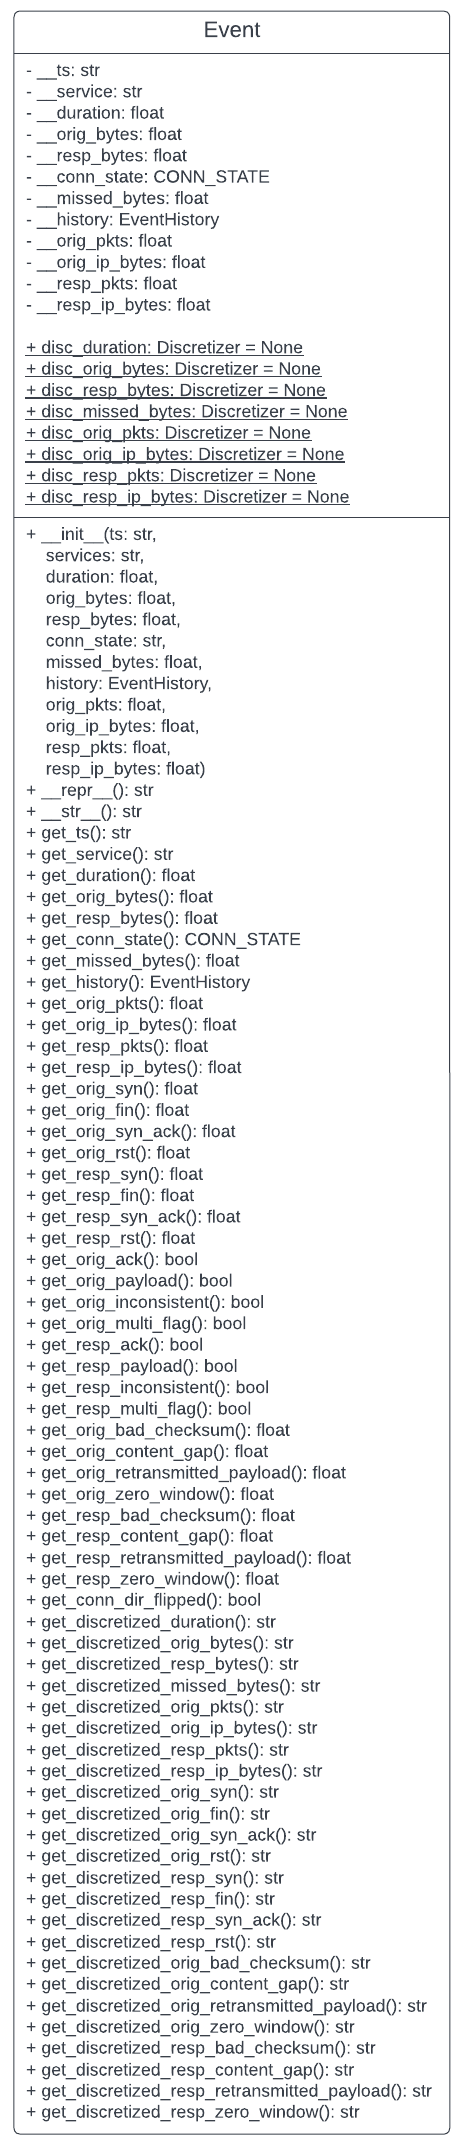 Event
- __ts: str
- __service: str
- __duration: float
- __orig_bytes: float
- __resp_bytes: float
- __conn_state: CONN_STATE
- __missed_bytes: float
- __history: EventHistory
- __orig_pkts: float
- __orig_ip_bytes: float
- __resp_pkts: float
- __resp_ip_bytes: float
+ disc_duration: Discretizer = None
+ disc_orig_bytes: Discretizer = None
+ disc_resp_bytes: Discretizer = None
+ disc_missed_bytes: Discretizer = None
+ disc_orig_pkts: Discretizer = None
+ disc_orig_ip_bytes: Discretizer = None
+ disc_resp_pkts: Discretizer = None
+ disc_resp_ip_bytes: Discretizer = None
+ __init__(ts: str,
services: str,
duration: float,
orig_bytes: float,
resp_bytes: float,
conn_state: str,
missed_bytes: float,
history: EventHistory,
orig_pkts: float,
orig_ip_bytes: float,
resp_pkts: float,
resp_ip_bytes: float)
+ __repr__(): str
+ __str__(): str
+ get_ts(): str
+ get_service(): str
+ get_duration(): float
+ get_orig_bytes(): float
+ get_resp_bytes(): float
+ get_conn_state(): CONN_STATE
+ get_missed_bytes(): float
+ get_history(): EventHistory
+ get_orig_pkts(): float
+ get_orig_ip_bytes(): float
+ get_resp_pkts(): float
+ get_resp_ip_bytes(): float
+ get_orig_syn(): float
+ get_orig_fin(): float
+ get_orig_syn_ack(): float
+ get_orig_rst(): float
+ get_resp_syn(): float
+ get_resp_fin(): float
+ get_resp_syn_ack(): float
+ get_resp_rst(): float
+ get_orig_ack(): bool
+ get_orig_payload(): bool
+ get_orig_inconsistent(): bool
+ get_orig_multi_flag(): bool
+ get_resp_ack(): bool
+ get_resp_payload(): bool
+ get_resp_inconsistent(): bool
+ get_resp_multi_flag(): bool
+ get_orig_bad_checksum(): float
+ get_orig_content_gap(): float
+ get_orig_retransmitted_payload(): float
+ get_orig_zero_window(): float
+ get_resp_bad_checksum(): float
+ get_resp_content_gap(): float
+ get_resp_retransmitted_payload(): float
+ get_resp_zero_window(): float
+ get_conn_dir_flipped(): bool
+ get_discretized_duration(): str
+ get_discretized_orig_bytes(): str
+ get_discretized_resp_bytes(): str
+ get_discretized_missed_bytes(): str
+ get_discretized_orig_pkts(): str
+ get_discretized_orig_ip_bytes(): str
+ get_discretized_resp_pkts(): str
+ get_discretized_resp_ip_bytes(): str
+ get_discretized_orig_syn(): str
+ get_discretized_orig_fin(): str
+ get_discretized_orig_syn_ack(): str
+ get_discretized_orig_rst(): str
+ get_discretized_resp_syn(): str
+ get_discretized_resp_fin(): str
+ get_discretized_resp_syn_ack(): str
+ get_discretized_resp_rst(): str
+ get_discretized_orig_bad_checksum(): str
+ get_discretized_orig_content_gap(): str
+ get_discretized_orig_retransmitted_payload(): str
+ get_discretized_orig_zero_window(): str
+ get_discretized_resp_bad_checksum(): str
+ get_discretized_resp_content_gap(): str
+ get_discretized_resp_retransmitted_payload(): str
+ get_discretized_resp_zero_window(): str